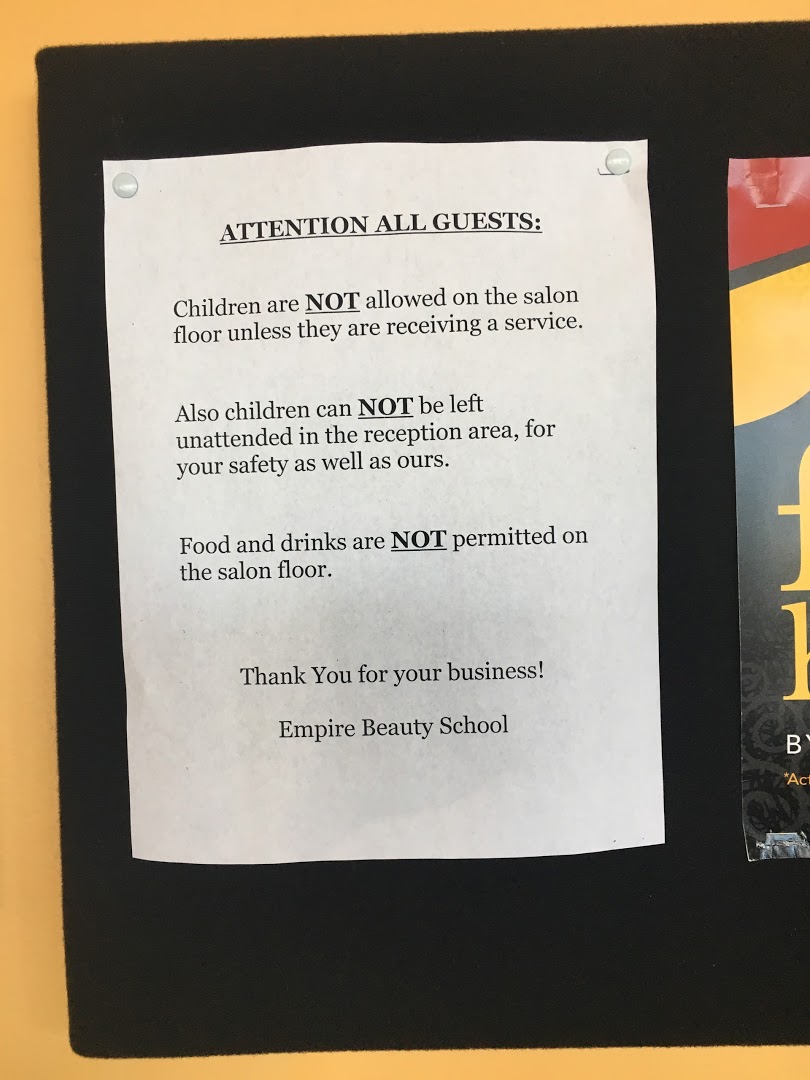 ATTENTION ALL GUESTS:
Children are NOT allowed on the salon
floor unless they are receiving a service.
Also children can NOT be left
unattended in the reception area, for
your safety as well as ours.
Food and drinks are NOT permitted on
the salon floor.
Thank You for your business!
Empire Beauty School
f
h
BY
*Act